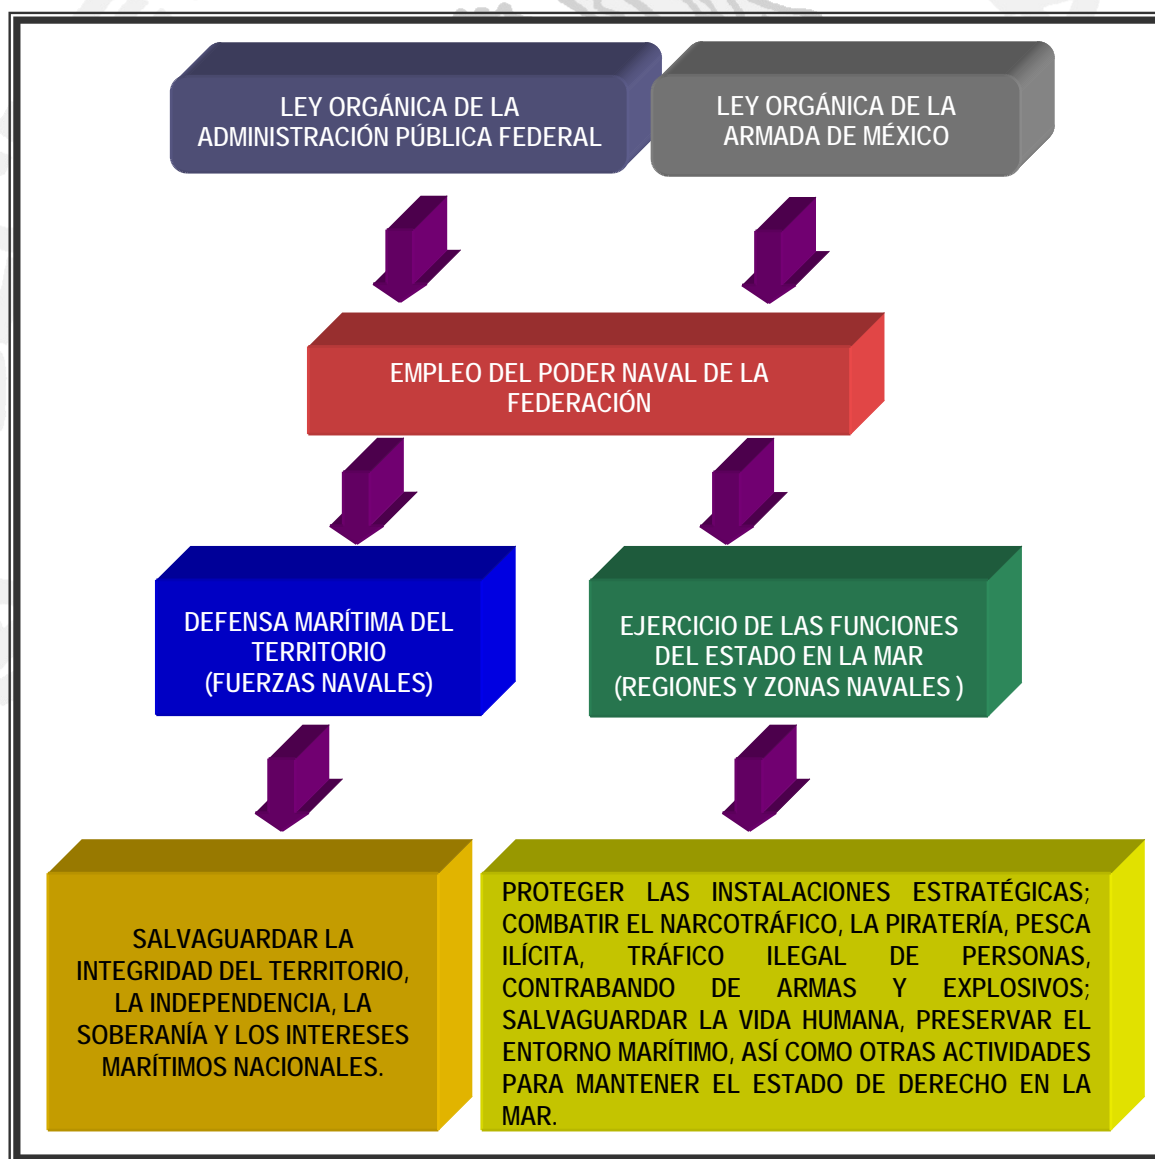 LEY ORGÁNICA DE LA
ADMINISTRACIÓN PÚBLICA FEDERAL
LEY ORGÁNICA DE LA
ARMADA DE MÉXICO
EMPLEO DEL PODER NAVAL DE LA
FEDERACIÓN
DEFENSA MARÍTIMA DEL
TERRITORIO
(FUERZAS NAVALES)
EJERCICIO DE LAS FUNCIONES
DEL ESTADO EN LA MAR
(REGIONES Y ZONAS NAVALES )
SALVAGUARDAR LA
INTEGRIDAD DEL TERRITORIO,
LA INDEPENDENCIA, LA
SOBERANÍA Y LOS INTERESES
MARÍTIMOS NACIONALES.
PROTEGER LAS INSTALACIONES ESTRATÉGICAS;
COMBATIR EL NARCOTRÁFICO, LA PIRATERÍA, PESCA
ILÍCITA, TRÁFICO ILEGAL DE PERSONAS,
CONTRABANDO DE ARMAS Y EXPLOSIVOS;
SALVAGUARDAR LA VIDA HUMANA, PRESERVAR EL
ENTORNO MARÍTIMO, ASÍ COMO OTRAS ACTIVIDADES
PARA MANTENER EL ESTADO DE DERECHO EN LA
MAR.